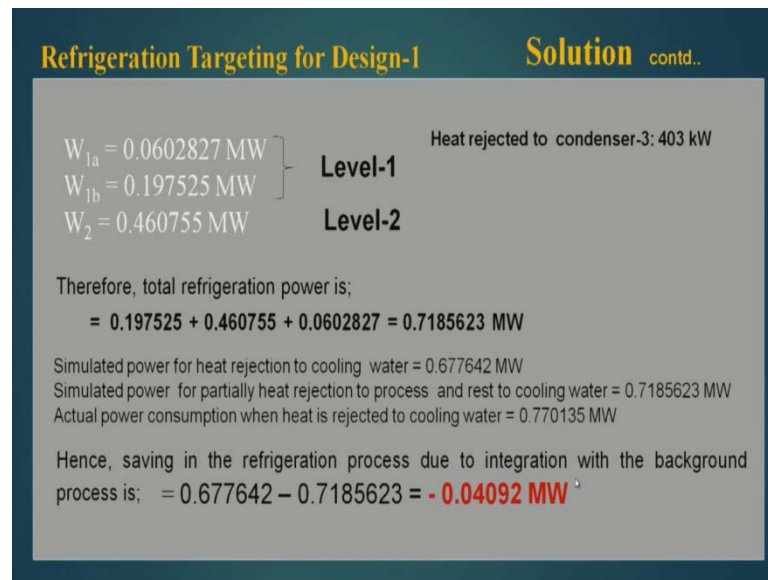 Refrigeration Targeting for Design-1 Solution contd..
Heat rejected to condenser-3: 403 kW
W1a = 0.0602827 MW
W1b = 0.197525 MW
Level-1
W2 = 0.460755 MW Level-2
Therefore, total refrigeration power is;
= 0.197525 + 0.460755 + 0.0602827 = 0.7185623 MW
Simulated power for heat rejection to cooling water = 0.677642 MW
Simulated power for partially heat rejection to process and rest to cooling water = 0.7185623 MW
Actual power consumption when heat is rejected to cooling water = 0.770135 MW
Hence, saving in the refrigeration process due to integration with the background
process is; = 0.677642 – 0.7185623 = - 0.04092 MW